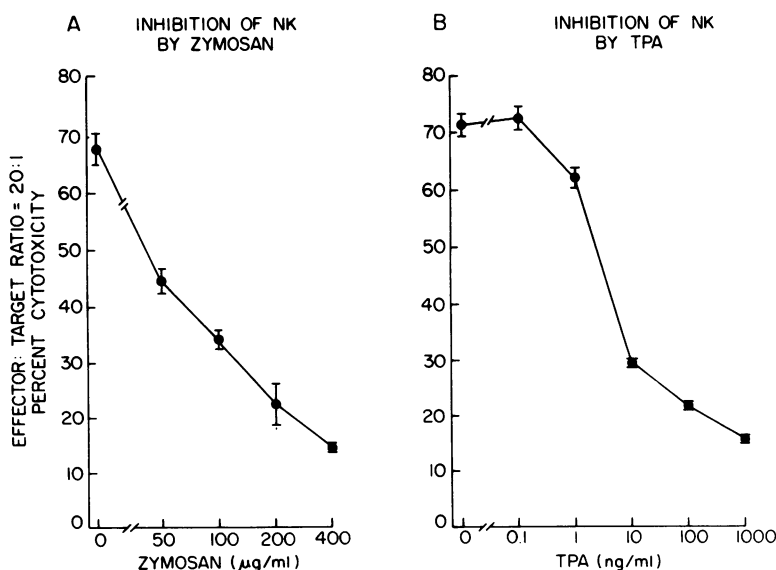 A
INHIBITION OF NK
BY ZYMOSAN
EFFECTOR: TARGET RATIO = 20:1
PERCENT CYTOTOXICITY
80
70
60
50
40
30
20
10
0
0 50 100 200 400
ZYMOSAN (μg/ml)
B
INHIBITION OF NK
BY TPA
80
70
60
50
40
30
20
10
0
0 0.1 1 10 100 1000
TPA (ng/ml)